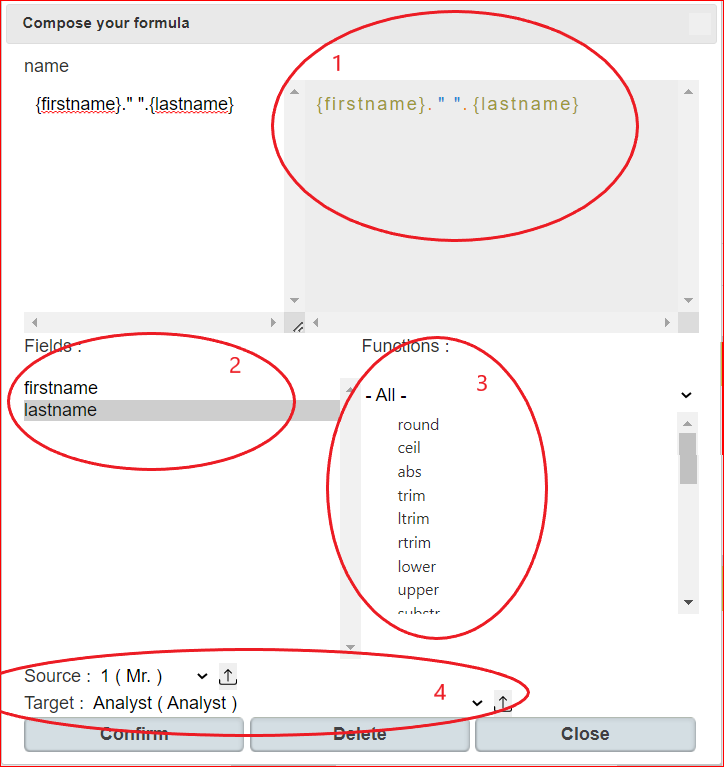 Compose your formula
name
1
{firstname}." ".{lastname}
{firstname}." ".{lastname}
Fields :
2
firstname
lastname
Functions :
3
- All -
round
ceil
abs
trim
ltrim
rtrim
lower
upper
substr
Source : 1 ( Mr. )
Target : Analyst ( Analyst )
4
Confirm
Delete
Close